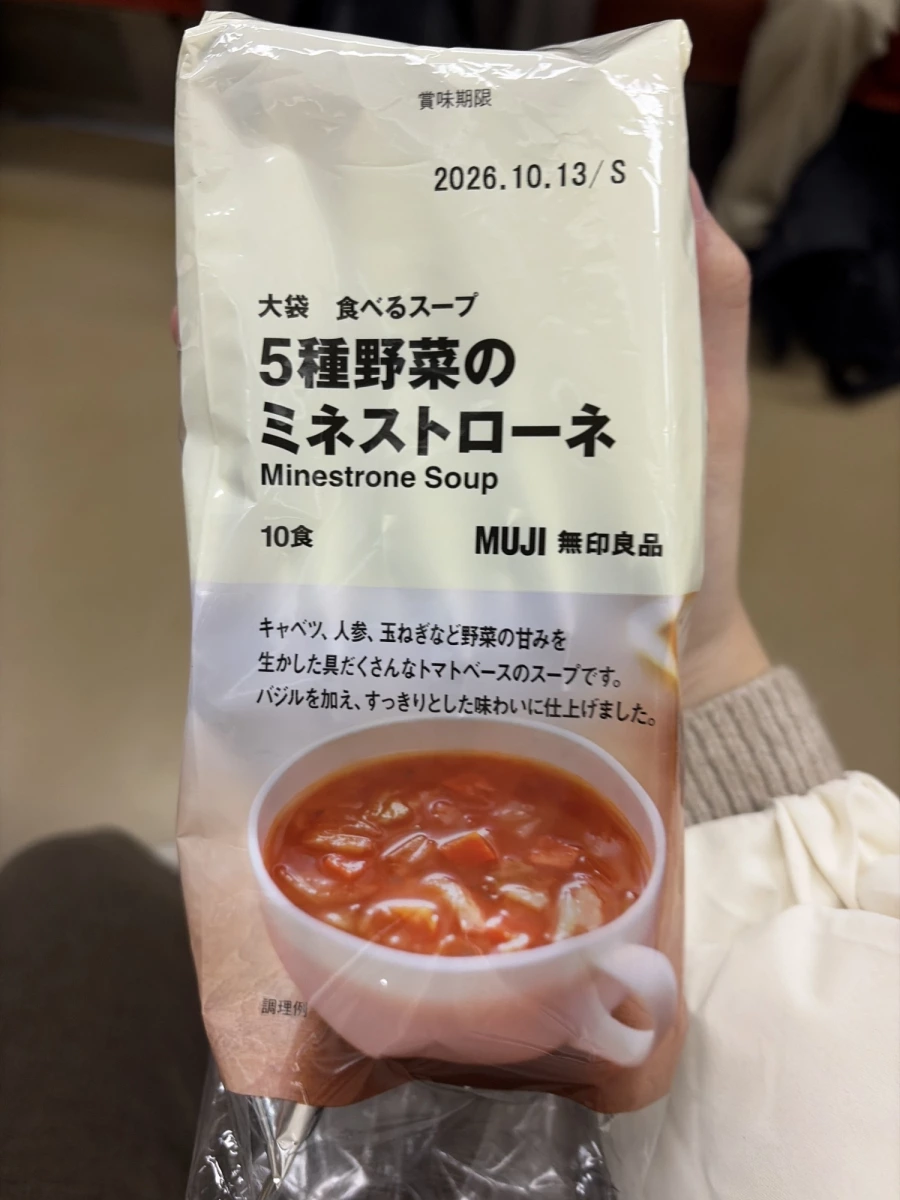 賞味期限
2026.10.13/S
大袋　食べるスープ
5種野菜の
ミネストローネ
Minestrone Soup
10食
MUJI 無印良品
キャベツ、人参、玉ねぎなど野菜の甘みを
生かした具だくさんなトマトベースのスープです。
バジルを加え、すっきりとした味わいに仕上げました。
調理例